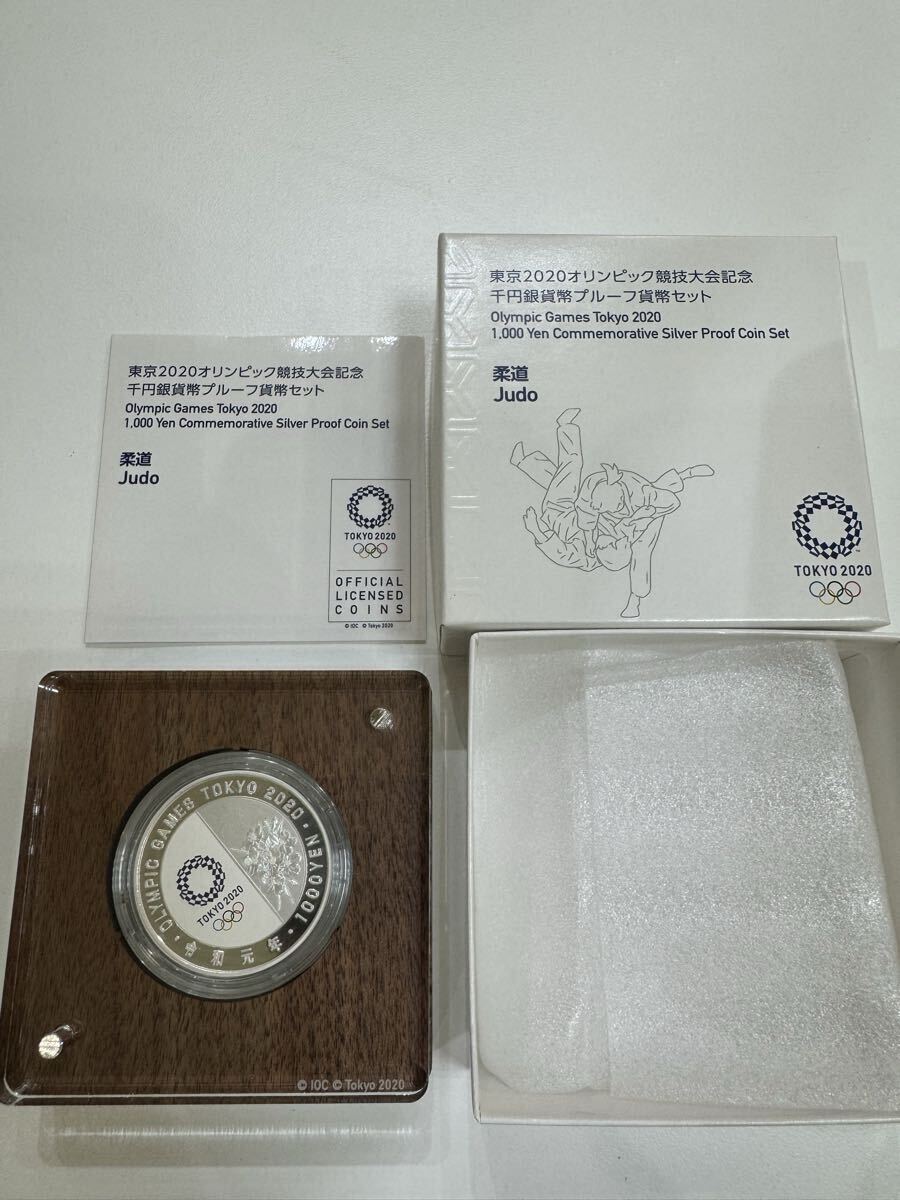 東京2020オリンピック競技大会記念
千円銀貨幣プルーフ貨幣セット
Olympic Games Tokyo 2020
1,000 Yen Commemorative Silver Proof Coin Set
柔道
Judo
TOKYO 2020
OFFICIAL
LICENSED
COINS
© IOC © Tokyo 2020
東京2020オリンピック競技大会記念
千円銀貨幣プルーフ貨幣セット
Olympic Games Tokyo 2020
1,000 Yen Commemorative Silver Proof Coin Set
柔道
Judo
TOKYO 2020
OLYMPIC GAMES TOKYO 2020・1000YEN・令和元年・
TOKYO 2020
© IOC © Tokyo 2020